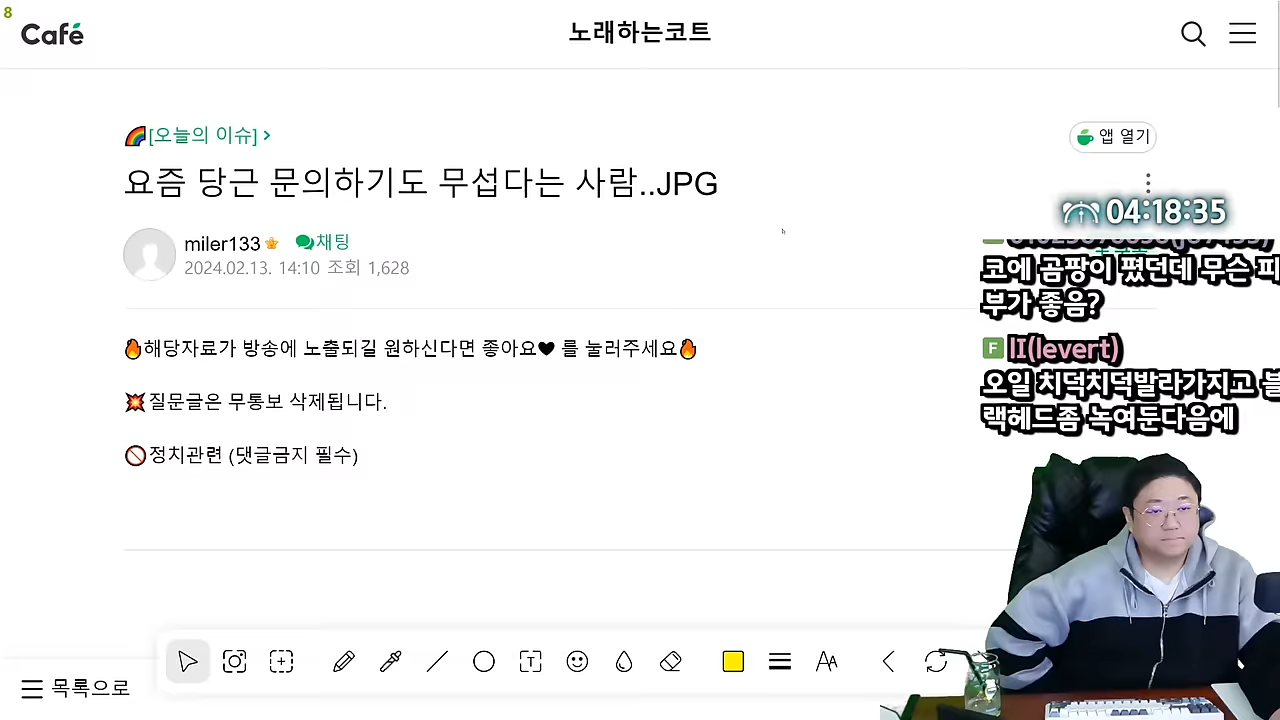 8
Café
노래하는코트
[오늘의 이슈] >
앱 열기
요즘 당근 문의하기도 무섭다는 사람..JPG
04:18:35
miler133
채팅
2024.02.13. 14:10 조회 1,628
코에 곰팡이 폈던데 무슨 피
부가 좋음?
해당자료가 방송에 노출되길 원하신다면 좋아요🖤 를 눌러주세요🔥
F
(levert)
오일 치덕치덕발라가지고 블
랙헤드좀 녹여둔다음에
질문글은 무통보 삭제됩니다.
정치관련 (댓글금지 필수)
T
AA
목록으로